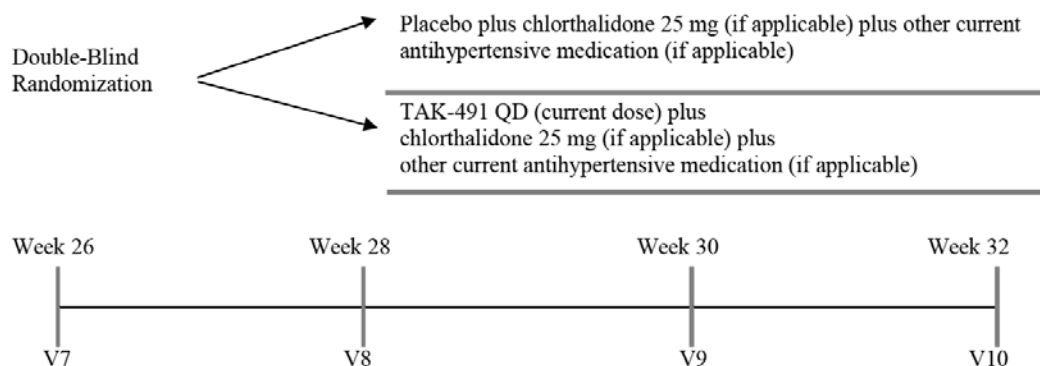 Double-Blind
Randomization
Placebo plus chlorthalidone 25 mg (if applicable) plus other current
antihypertensive medication (if applicable)
TAK-491 QD (current dose) plus
chlorthalidone 25 mg (if applicable) plus
other current antihypertensive medication (if applicable)
Week 26 Week 28 Week 30 Week 32
V7 V8 V9 V10